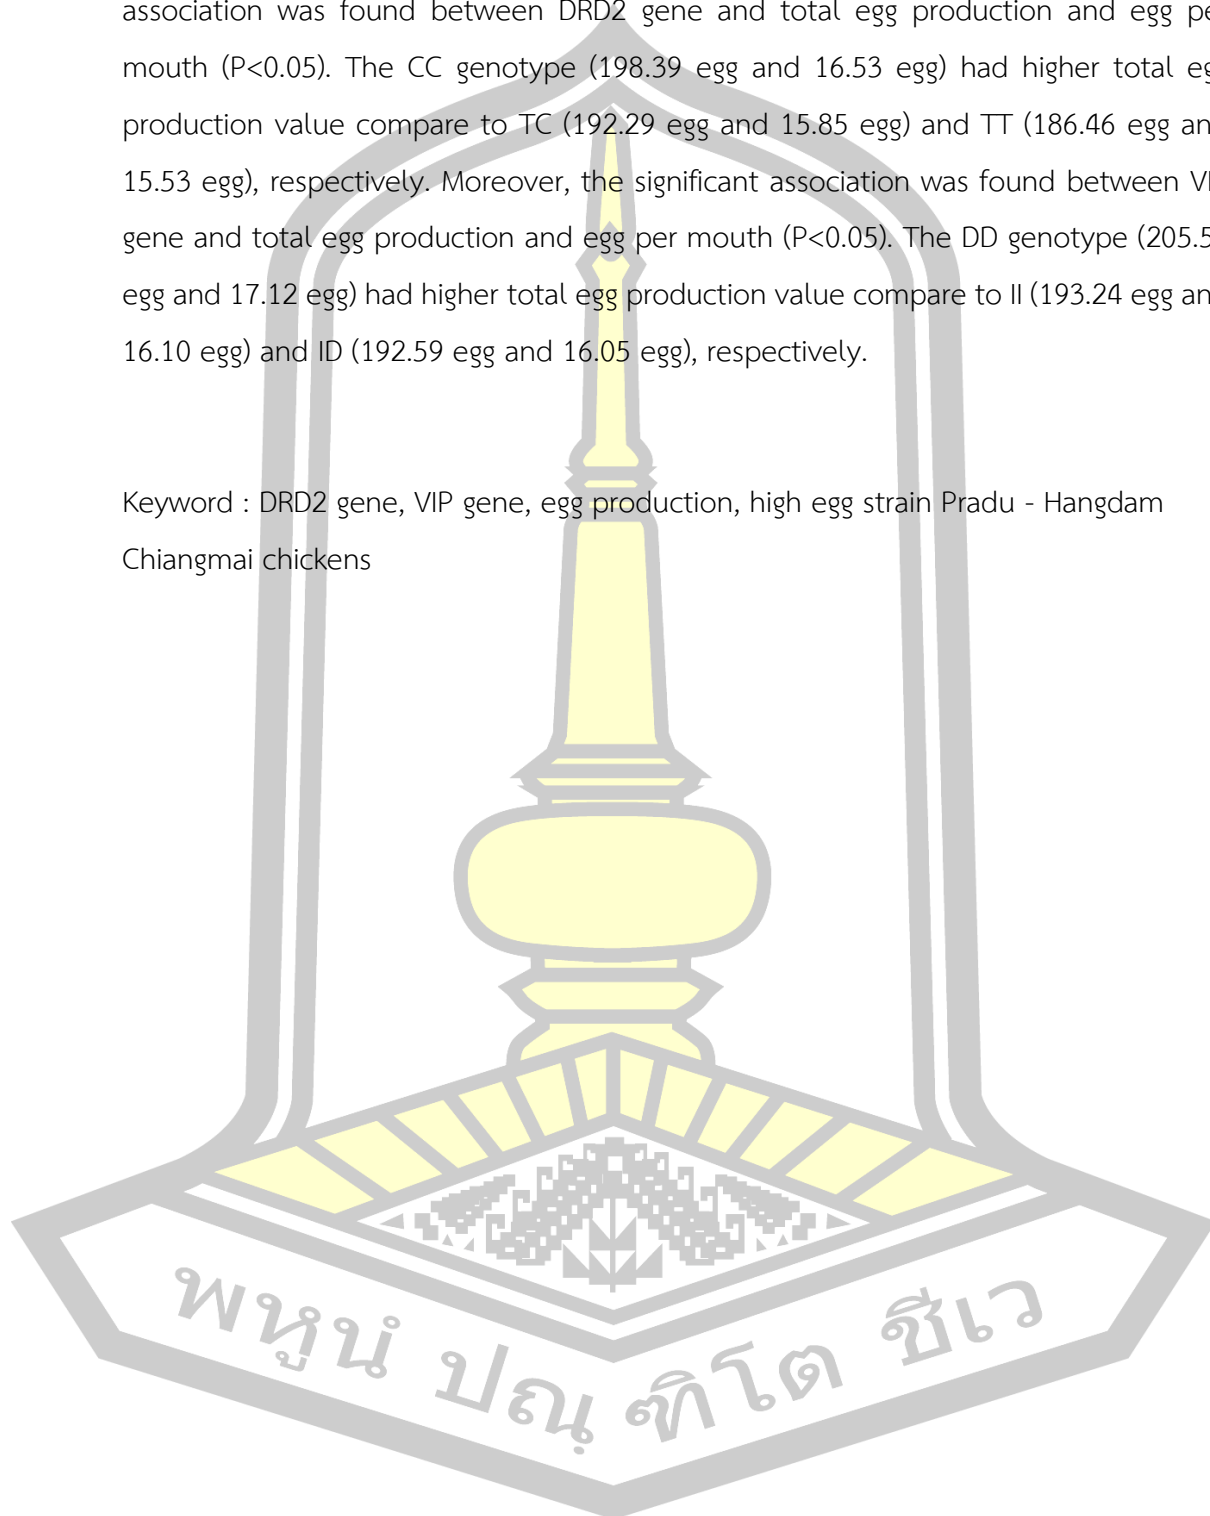 association was found between DRD2 gene and total egg production and egg
mouth (P<0.05). The CC genotype (198.39 egg and 16.53 egg) had higher total
production value compare to TC (192.29 egg and 15.85 egg) and TT (186.46 egg
15.53 egg), respectively. Moreover, the significant association was found between
gene and total egg production and egg per mouth (P<0.05). The DD genotype
egg and 17.12 egg) had higher total egg production value compare to II (193.24 egg
16.10 egg) and ID (192.59 egg and 16.05 egg), respectively.
Keyword : DRD2 gene, VIP gene, egg production, high egg strain Pradu - Hangdam
Chiangmai chickens
พหูนํ ปณฺฑิโต ชีเว